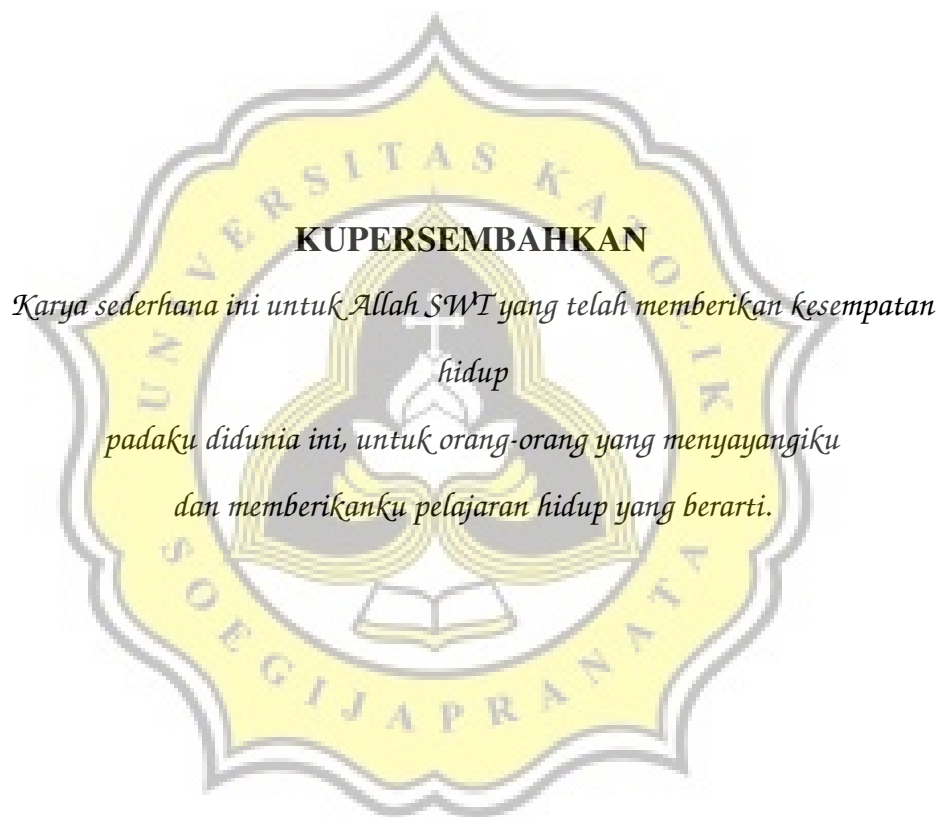 UNIVERSITAS KATOLIK
KUPERSEMBAHKAN
Karya sederhana ini untuk Allah SWT yang telah memberikan kesempatan
hidup
padaku didunia ini, untuk orang-orang yang menyayangiku
dan memberikanku pelajaran hidup yang berarti.
SOEGIJAPRANATA